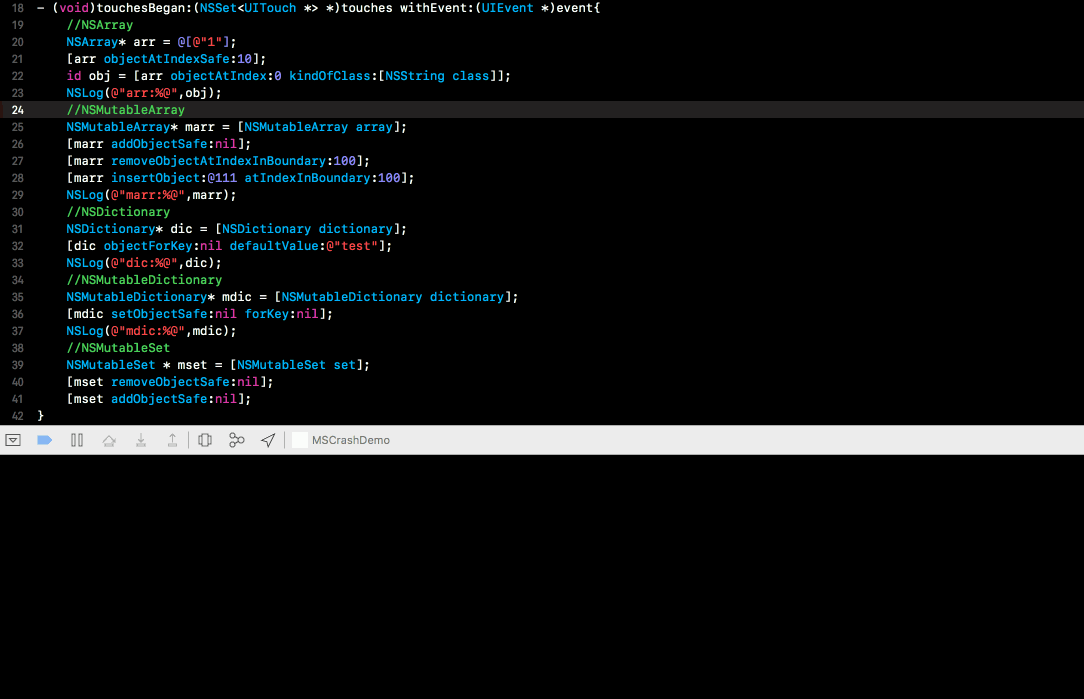 18 - (void)touchesBegan:(NSSet<UITouch *> *)touches withEvent:(UIEvent *)event{
19 //NSArray
20 NSArray* arr = @[@"1"];
21 [arr objectAtIndexSafe:10];
22 id obj = [arr objectAtIndex:0 kindOfClass:[NSString class]];
23 NSLog(@"arr:%@",obj);
24 //NSMutableArray
25 NSMutableArray* marr = [NSMutableArray array];
26 [marr addObjectSafe:nil];
27 [marr removeObjectAtIndexInBoundary:100];
28 [marr insertObject:@111 atIndexInBoundary:100];
29 NSLog(@"marr:%@",marr);
30 //NSDictionary
31 NSDictionary* dic = [NSDictionary dictionary];
32 [dic objectForKey:nil defaultValue:@"test"];
33 NSLog(@"dic:%@",dic);
34 //NSMutableDictionary
35 NSMutableDictionary* mdic = [NSMutableDictionary dictionary];
36 [mdic setObjectSafe:nil forKey:nil];
37 NSLog(@"mdic:%@",mdic);
38 //NSMutableSet
39 NSMutableSet * mset = [NSMutableSet set];
40 [mset removeObjectSafe:nil];
41 [mset addObjectSafe:nil];
42 }
MSCrashDemo